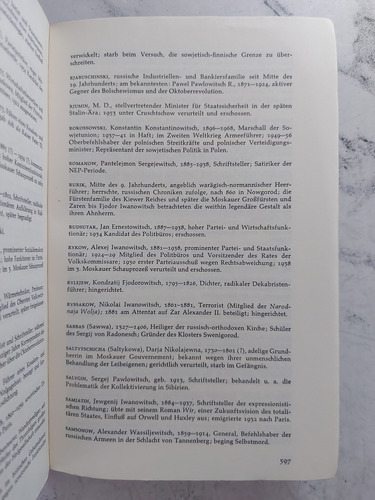 verwickelt; starb beim Versuch, die sowjetisch-finnische Grenze zu über-
schreiten.
RJABUSCHINSKI, russische Industriellen- und Bankiersfamilie seit Mitte des
19. Jahrhunderts; am bekanntesten: Pawel Pawlowitsch R., 1871–1924, aktiver
Gegner des Bolschewismus und der Oktoberrevolution.
RJUMIN, M. D., stellvertretender Minister für Staatssicherheit in der späten
Stalin-Ära; 1953 unter Chruschtschow verurteilt und erschossen.
ROKOSSOWSKI, Konstantin Konstantinowitsch, 1896–1968, Marschall der So-
wjetunion; 1937–40 in Haft; im Zweiten Weltkrieg Armeeführer; 1949–56
Oberbefehlshaber der polnischen Streitkräfte und polnischer Verteidigungs-
minister; Repräsentant der sowjetischen Politik in Polen.
ROMANOW, Pantelejmon Sergejewitsch, 1885–1938, Schriftsteller; Satiriker der
NEP-Periode.
RURIK, Mitte des 9. Jahrhunderts, angeblich warägisch-normannischer Heer-
führer; herrschte, russischen Chroniken zufolge, nach 860 in Nowgorod; die
Fürstenfamilie des Kiewer Reiches und später die Moskauer Großfürsten und
Zaren bis Fjodor Iwanowitsch betrachteten die weithin legendäre Gestalt als
ihren Ahnherrn.
RUDSUTAK, Jan Ernestowitsch, 1887–1938, hoher Partei- und Wirtschaftsfunk-
tionär; 1934 Kandidat des Politbüros; erschossen.
RYKOW, Alexej Iwanowitsch, 1881–1938, prominenter Partei- und Staatsfunk-
tionär; 1924–29 Mitglied des Politbüros und Vorsitzender des Rates der
Volkskommissare; 1930 erster Parteiausschluß wegen Rechtsabweichung; 1938
im 3. Moskauer Schauprozeß verurteilt und erschossen.
RYLEJEW, Kondratij Fjodorowitsch, 1795–1826, Dichter, radikaler Dekabristen-
führer; hingerichtet.
RYSSAKOW, Nikolai Iwanowitsch, 1861–1881, Terrorist (Mitglied der Narod-
naja Wolja); 1881 am Attentat auf Zar Alexander II. beteiligt; hingerichtet.
SABBAS (Sawwa), 1327–1406, Heiliger der russisch-orthodoxen Kirche; Schüler
des Sergij von Radonesch; Gründer des Klosters Swenigorod.
SALTYTSCHICHA (Saltykowa), Darja Nikolajewna, 1730–1801 (?), adelige Grund-
herrin im Moskauer Gouvernement; bekannt wegen ihrer unmenschlichen
Behandlung der Leibeigenen; gerichtlich verurteilt, starb im Gefängnis.
SALYGIN, Sergej Pawlowitsch, geb. 1913, Schriftsteller; behandelt u. a. die
Problematik der Kollektivierung in Sibirien.
SAMJATIN, Jewgenij Iwanowitsch, 1884–1937, Schriftsteller der expressionisti-
schen Richtung; übte mit seinem Roman Wir, einer Zukunftsvision des totali-
tären Staates, Einfluß auf Orwell und Huxley aus; emigrierte 1932 nach Paris.
SAMSONOW, Alexander Wassiljewitsch, 1859–1914, General, Befehlshaber der
russischen Armeen in der Schlacht von Tannenberg; beging Selbstmord.
597